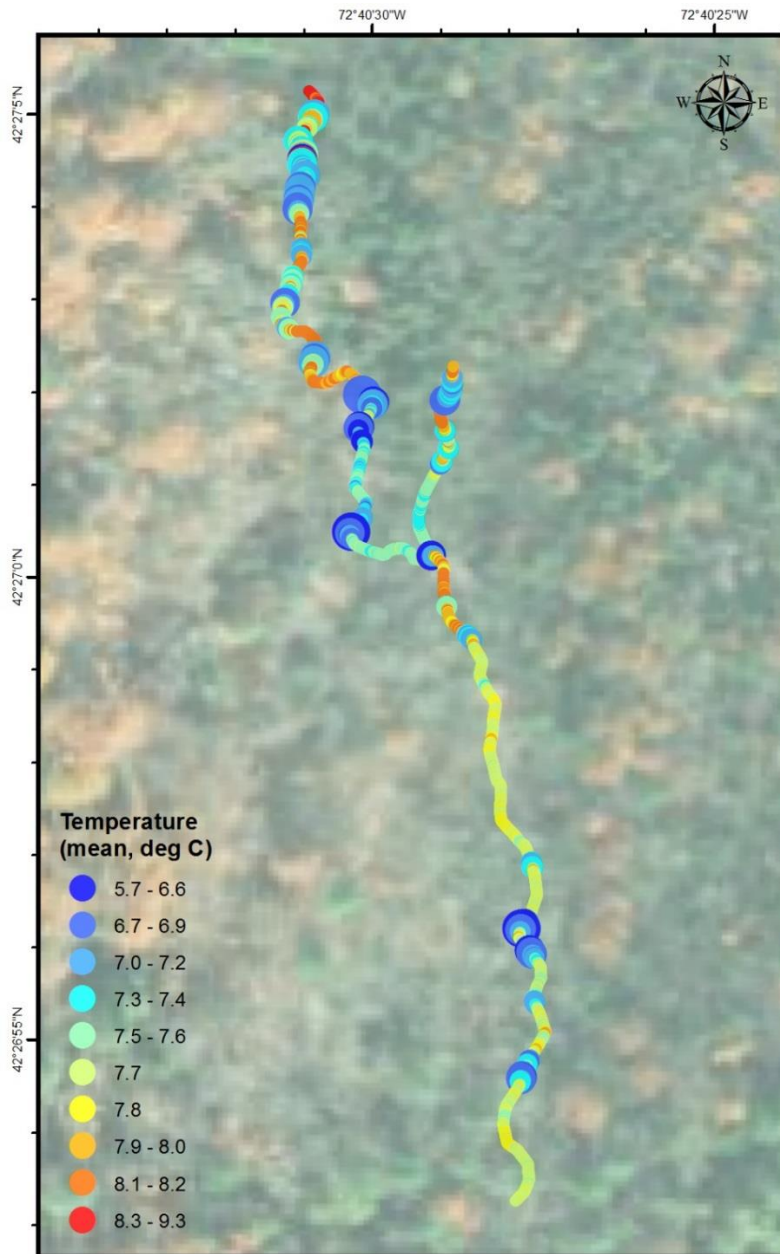 72°40'30"W
72°40'25"W
N
W
E
S
42°27'5"N
42°27'0"N
42°26'55"N
Temperature
(mean, deg C)
5.7 - 6.6
6.7 - 6.9
7.0 - 7.2
7.3 - 7.4
7.5 - 7.6
7.7
7.8
7.9 - 8.0
8.1 - 8.2
8.3 - 9.3